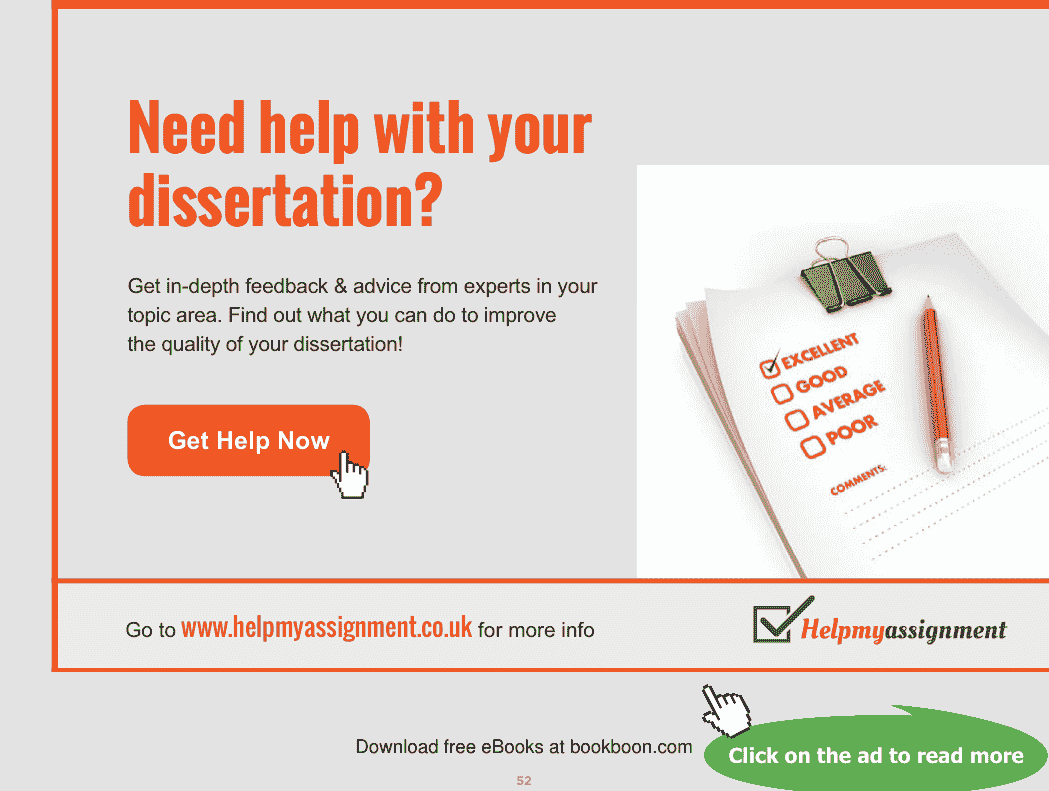 Need help with your
dissertation?
Get in-depth feedback & advice from experts in your
topic area. Find out what you can do to improve
the quality of your dissertation!
Get Help Now
EXCELLENT
GOOD
AVERAGE
POOR
COMMENTS:
Go to www.helpmyassignment.co.uk for more info
Helpmyassignment
Download free eBooks at bookboon.com
Click on the ad to read more
52